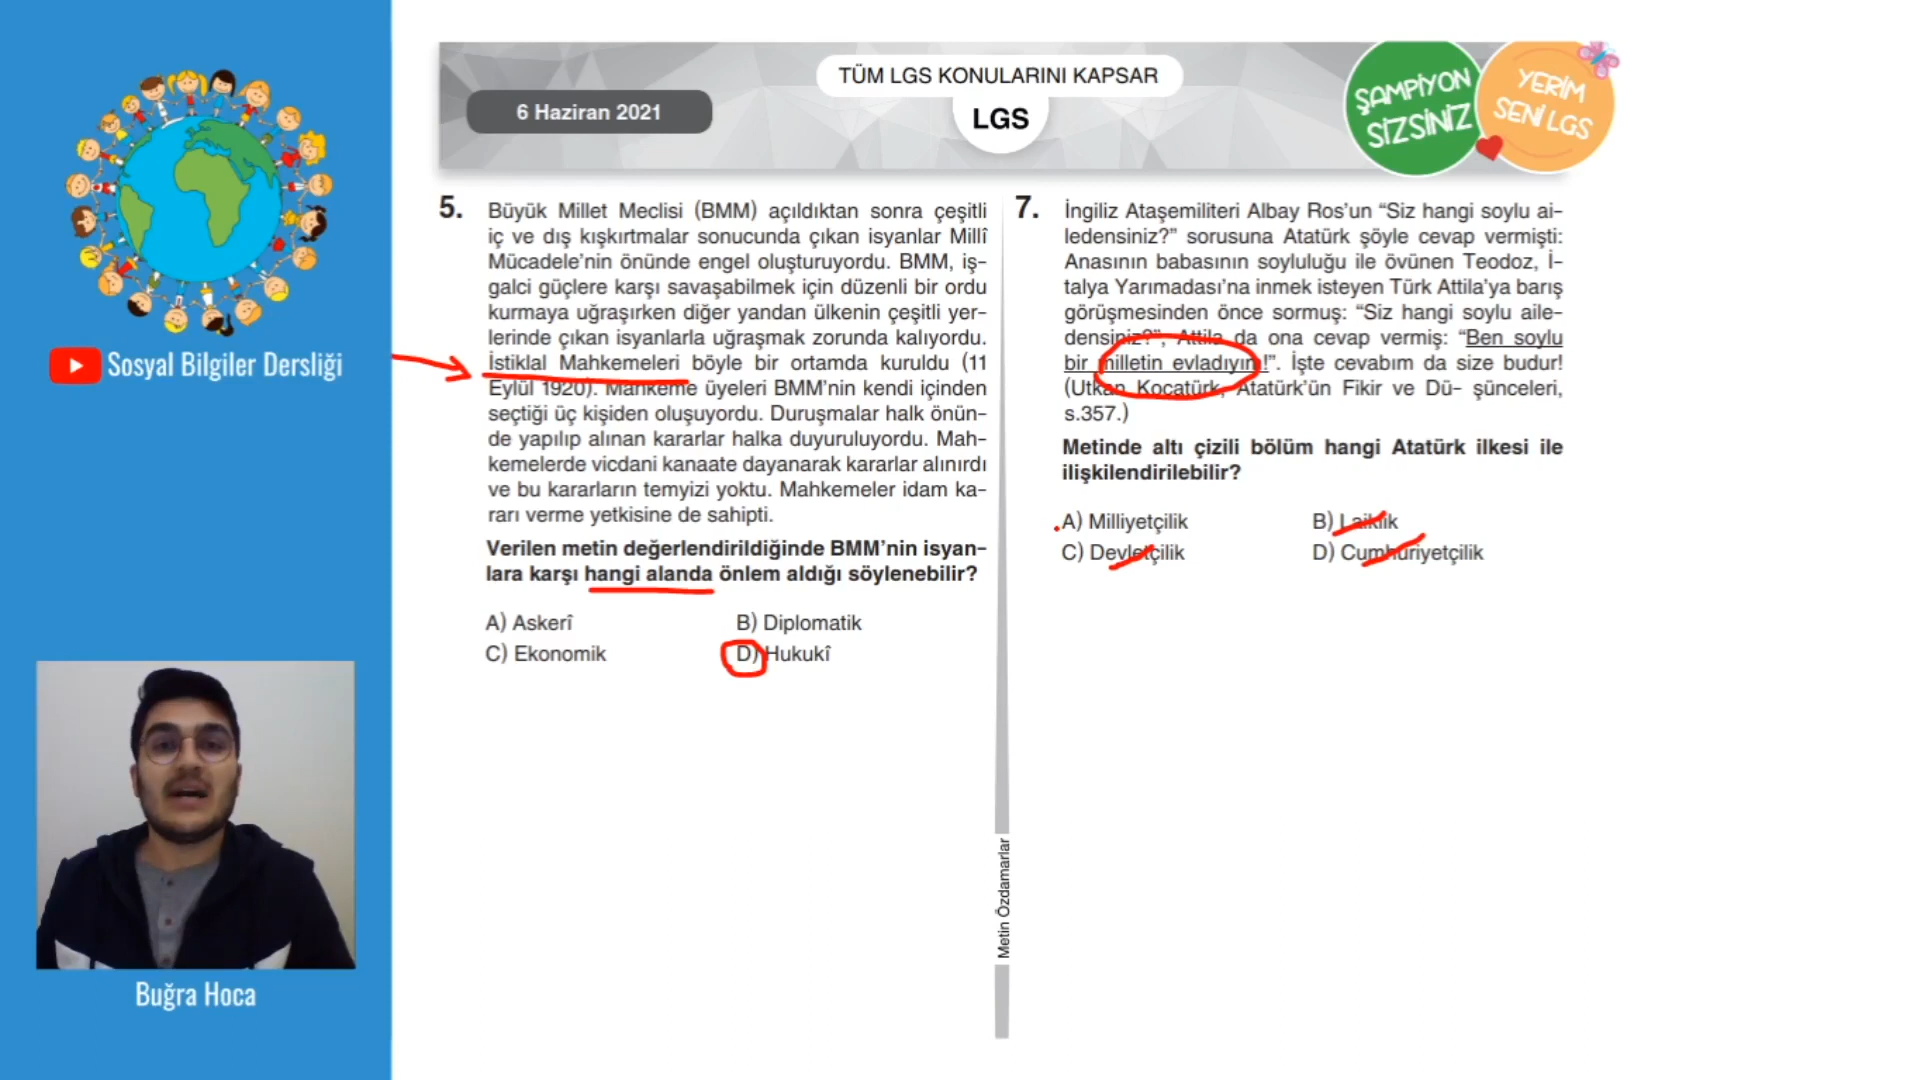 TÜM LGS KONULARINI KAPSAR
6 Haziran 2021
LGS
ŞAMPİYON
SİZSİNİZ
YERİM
SENİ LGS
Sosyal Bilgiler Dersliği
5.
Büyük Millet Meclisi (BMM) açıldıktan sonra çeşitli
iç ve dış kışkırtmalar sonucunda çıkan isyanlar Millî
Mücadele'nin önünde engel oluşturuyordu. BMM, iş-
galci güçlere karşı savaşabilmek için düzenli bir ordu
kurmaya uğraşırken diğer yandan ülkenin çeşitli yer-
lerinde çıkan isyanlarla uğraşmak zorunda kalıyordu.
İstiklal Mahkemeleri böyle bir ortamda kuruldu (11
Eylül 1920). Mahkeme üyeleri BMM'nin kendi içinden
seçtiği üç kişiden oluşuyordu. Duruşmalar halk önün-
de yapılıp alınan kararlar halka duyuruluyordu. Mah-
kemelerde vicdani kanaate dayanarak kararlar alınırdı
ve bu kararların temyizi yoktu. Mahkemeler idam ka-
rarı verme yetkisine de sahipti.
Verilen metin değerlendirildiğinde BMM'nin isyan-
lara karşı hangi alanda önlem aldığı söylenebilir?
A) Askerî B) Diplomatik
C) Ekonomik D) Hukukî
7.
İngiliz Ataşemiliteri Albay Ros'un “Siz hangi soylu ai-
ledensiniz?” sorusuna Atatürk şöyle cevap vermişti:
Anasının babasının soyluluğu ile övünen Teodoz, İ-
talya Yarımadası'na inmek isteyen Türk Attila'ya barış
görüşmesinden önce sormuş: “Siz hangi soylu aile-
densiniz?”, Attila da ona cevap vermiş: “Ben soylu
bir milletin evladıyım!”. İşte cevabım da size budur!
(Utkan Kocatürk, Atatürk'ün Fikir ve Dü- şünceleri,
s.357.)
Metinde altı çizili bölüm hangi Atatürk ilkesi ile
ilişkilendirilebilir?
A) Milliyetçilik B) Laiklik
C) Devletçilik D) Cumhuriyetçilik
Metin Özdamarlar
Buğra Hoca